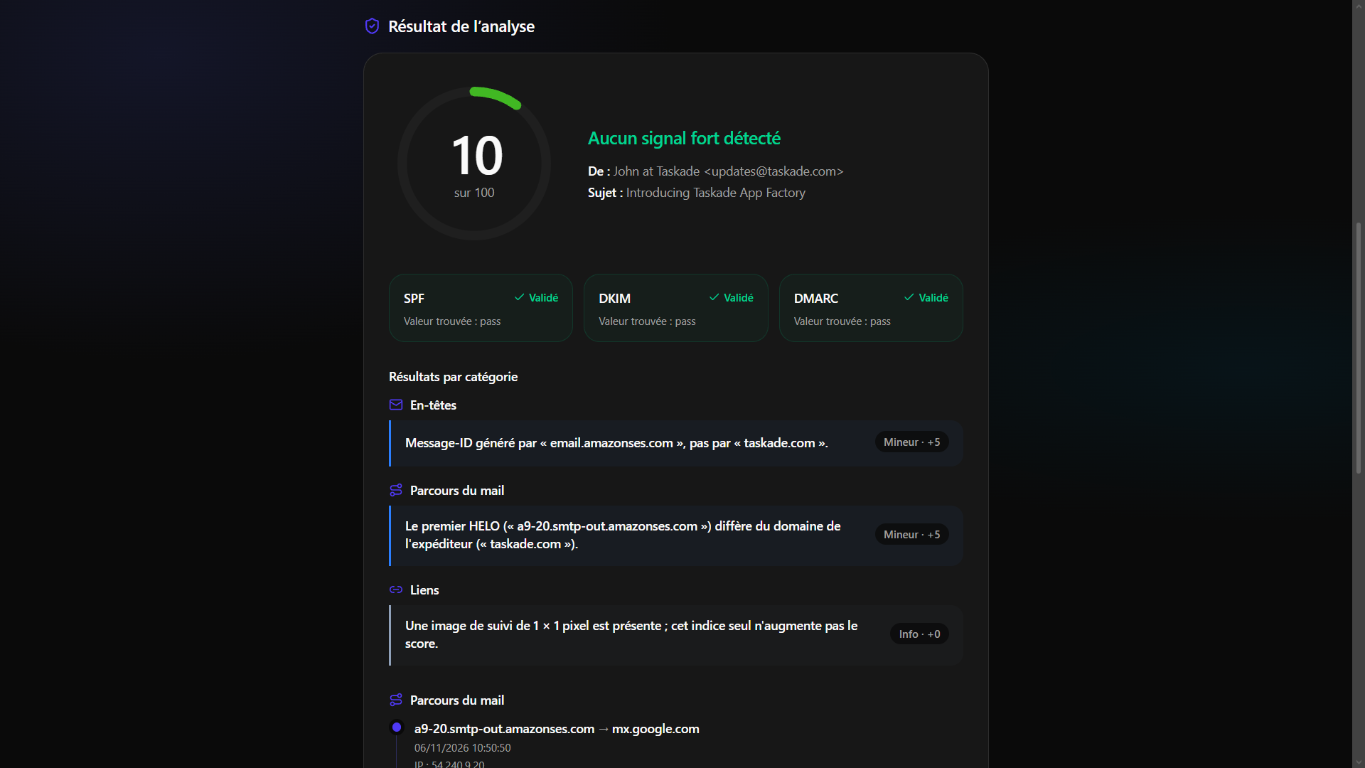 Résultat de l'analyse
10
sur 100
Aucun signal fort détecté
De : John at Taskade <updates@taskade.com>
Sujet : Introducing Taskade App Factory
SPF
Validé
Valeur trouvée : pass
DKIM
Validé
Valeur trouvée : pass
DMARC
Validé
Valeur trouvée : pass
Résultats par catégorie
En-têtes
Message-ID généré par « email.amazonses.com », pas par « taskade.com ».
Mineur · +5
Parcours du mail
Le premier HELO (« a9-20.smtp-out.amazonses.com ») diffère du domaine de
l'expéditeur (« taskade.com »).
Mineur · +5
Liens
Une image de suivi de 1 × 1 pixel est présente ; cet indice seul n'augmente pas le
score.
Info · +0
Parcours du mail
a9-20.smtp-out.amazonses.com → mx.google.com
06/11/2026 10:50:50
IP : 54.240.9.20